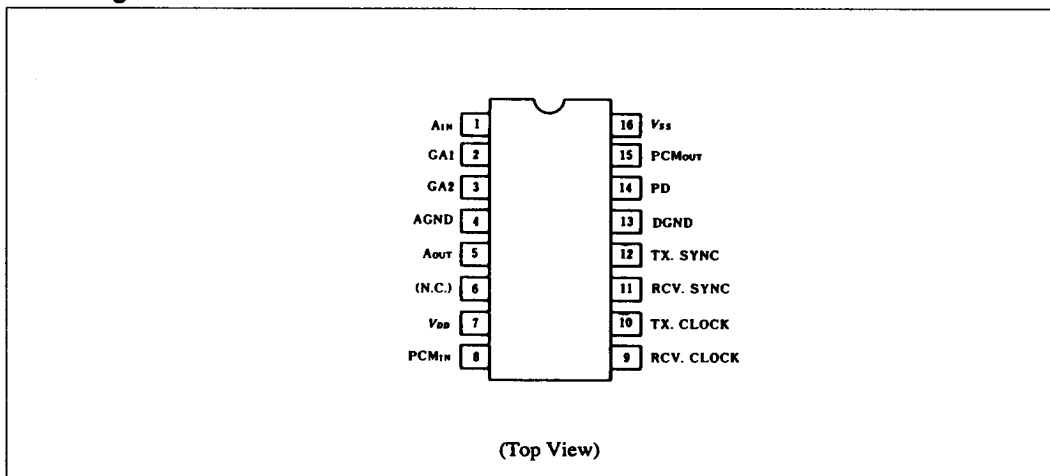 AIN 1 16 VSS
GA1 2 15 PCMOUT
GA2 3 14 PD
AGND 4 13 DGND
AOUT 5 12 TX. SYNC
(N.C.) 6 11 RCV. SYNC
VDD 7 10 TX. CLOCK
PCMIN 8 9 RCV. CLOCK
(Top View)